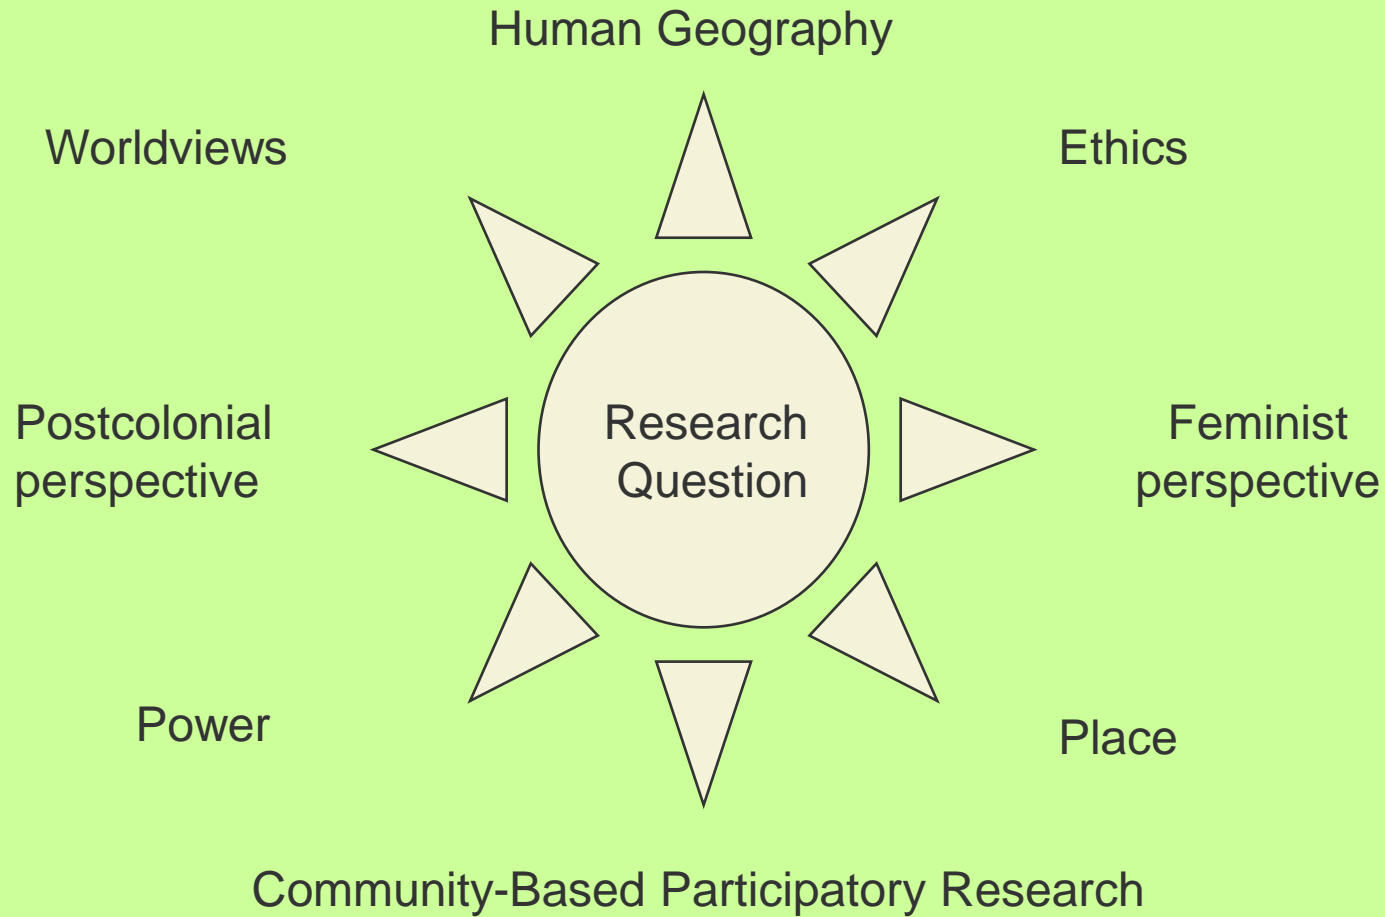 Human Geography
Worldviews
Ethics
Postcolonial
perspective
Research
Question
Feminist
perspective
Power
Place
Community-Based Participatory Research